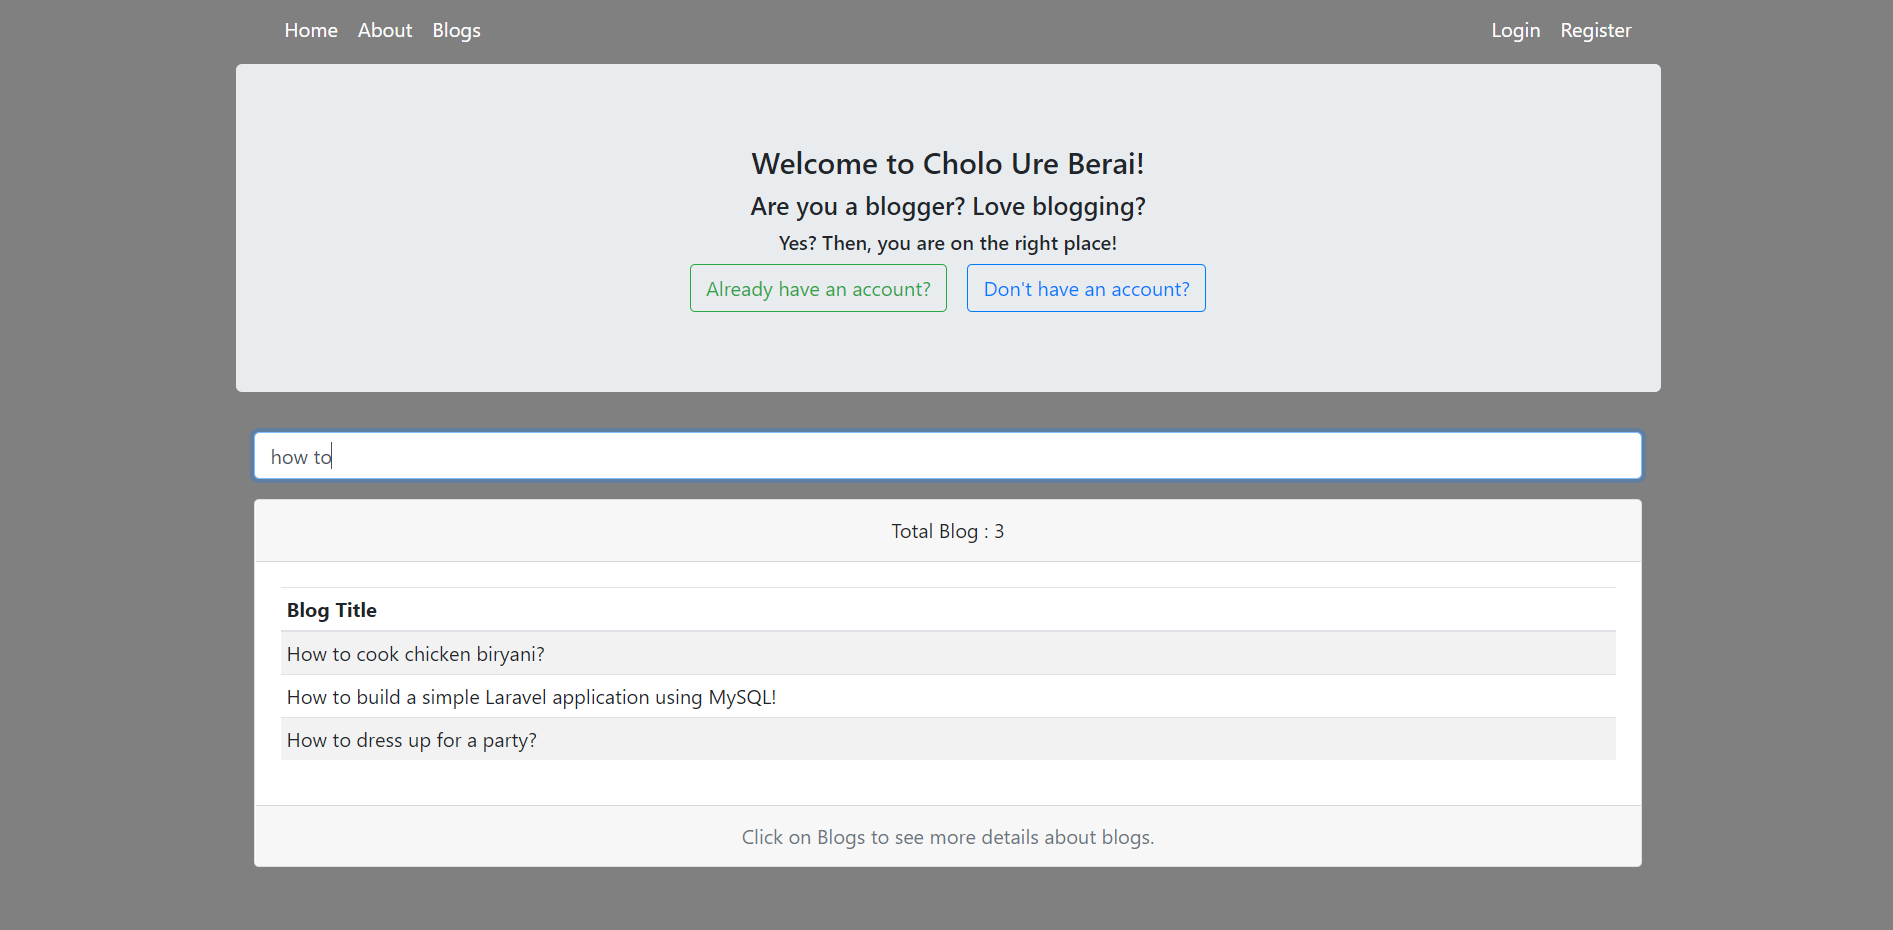 Home About Blogs Login Register
Welcome to Cholo Ure Berai!
Are you a blogger? Love blogging?
Yes? Then, you are on the right place!
Already have an account? Don't have an account?
how to
Total Blog : 3
Blog Title
How to cook chicken biryani?
How to build a simple Laravel application using MySQL!
How to dress up for a party?
Click on Blogs to see more details about blogs.